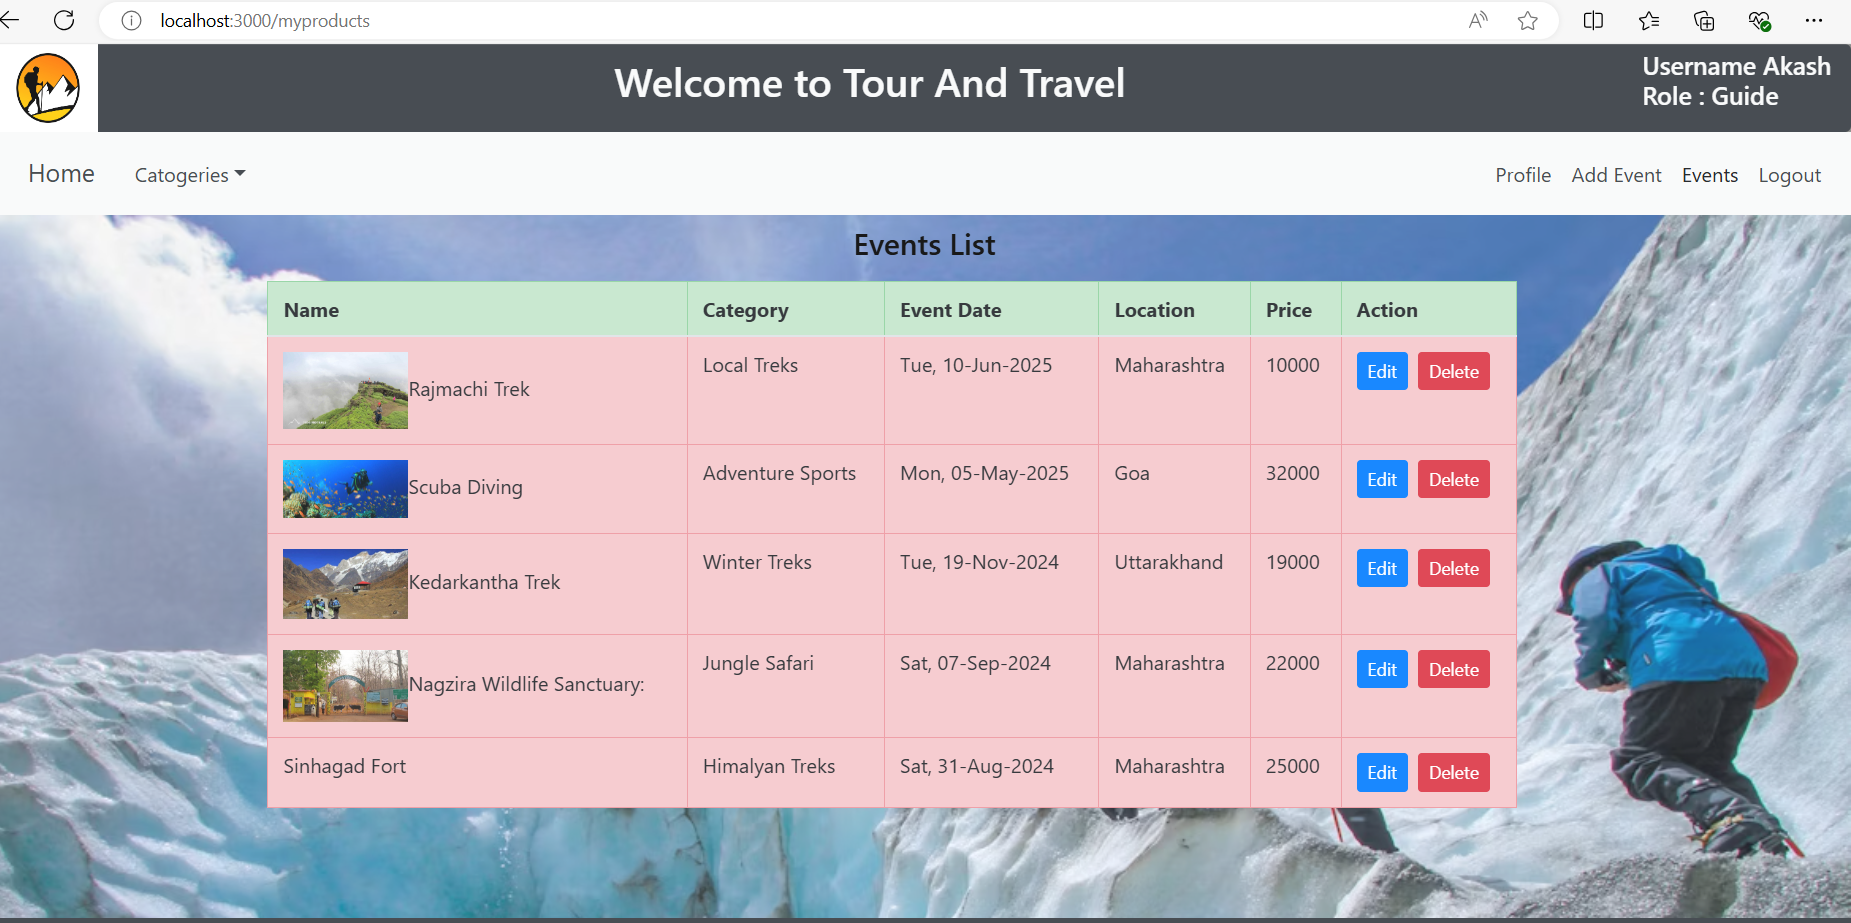 localhost:3000/myproducts
Welcome to Tour And Travel
Username Akash
Role : Guide
Home Catogeries Profile Add Event Events Logout
Events List
Name Category Event Date Location Price Action
Rajmachi Trek Local Treks Tue, 10-Jun-2025 Maharashtra 10000 Edit Delete
Scuba Diving Adventure Sports Mon, 05-May-2025 Goa 32000 Edit Delete
Kedarkantha Trek Winter Treks Tue, 19-Nov-2024 Uttarakhand 19000 Edit Delete
Nagzira Wildlife Sanctuary: Jungle Safari Sat, 07-Sep-2024 Maharashtra 22000 Edit Delete
Sinhagad Fort Himalyan Treks Sat, 31-Aug-2024 Maharashtra 25000 Edit Delete